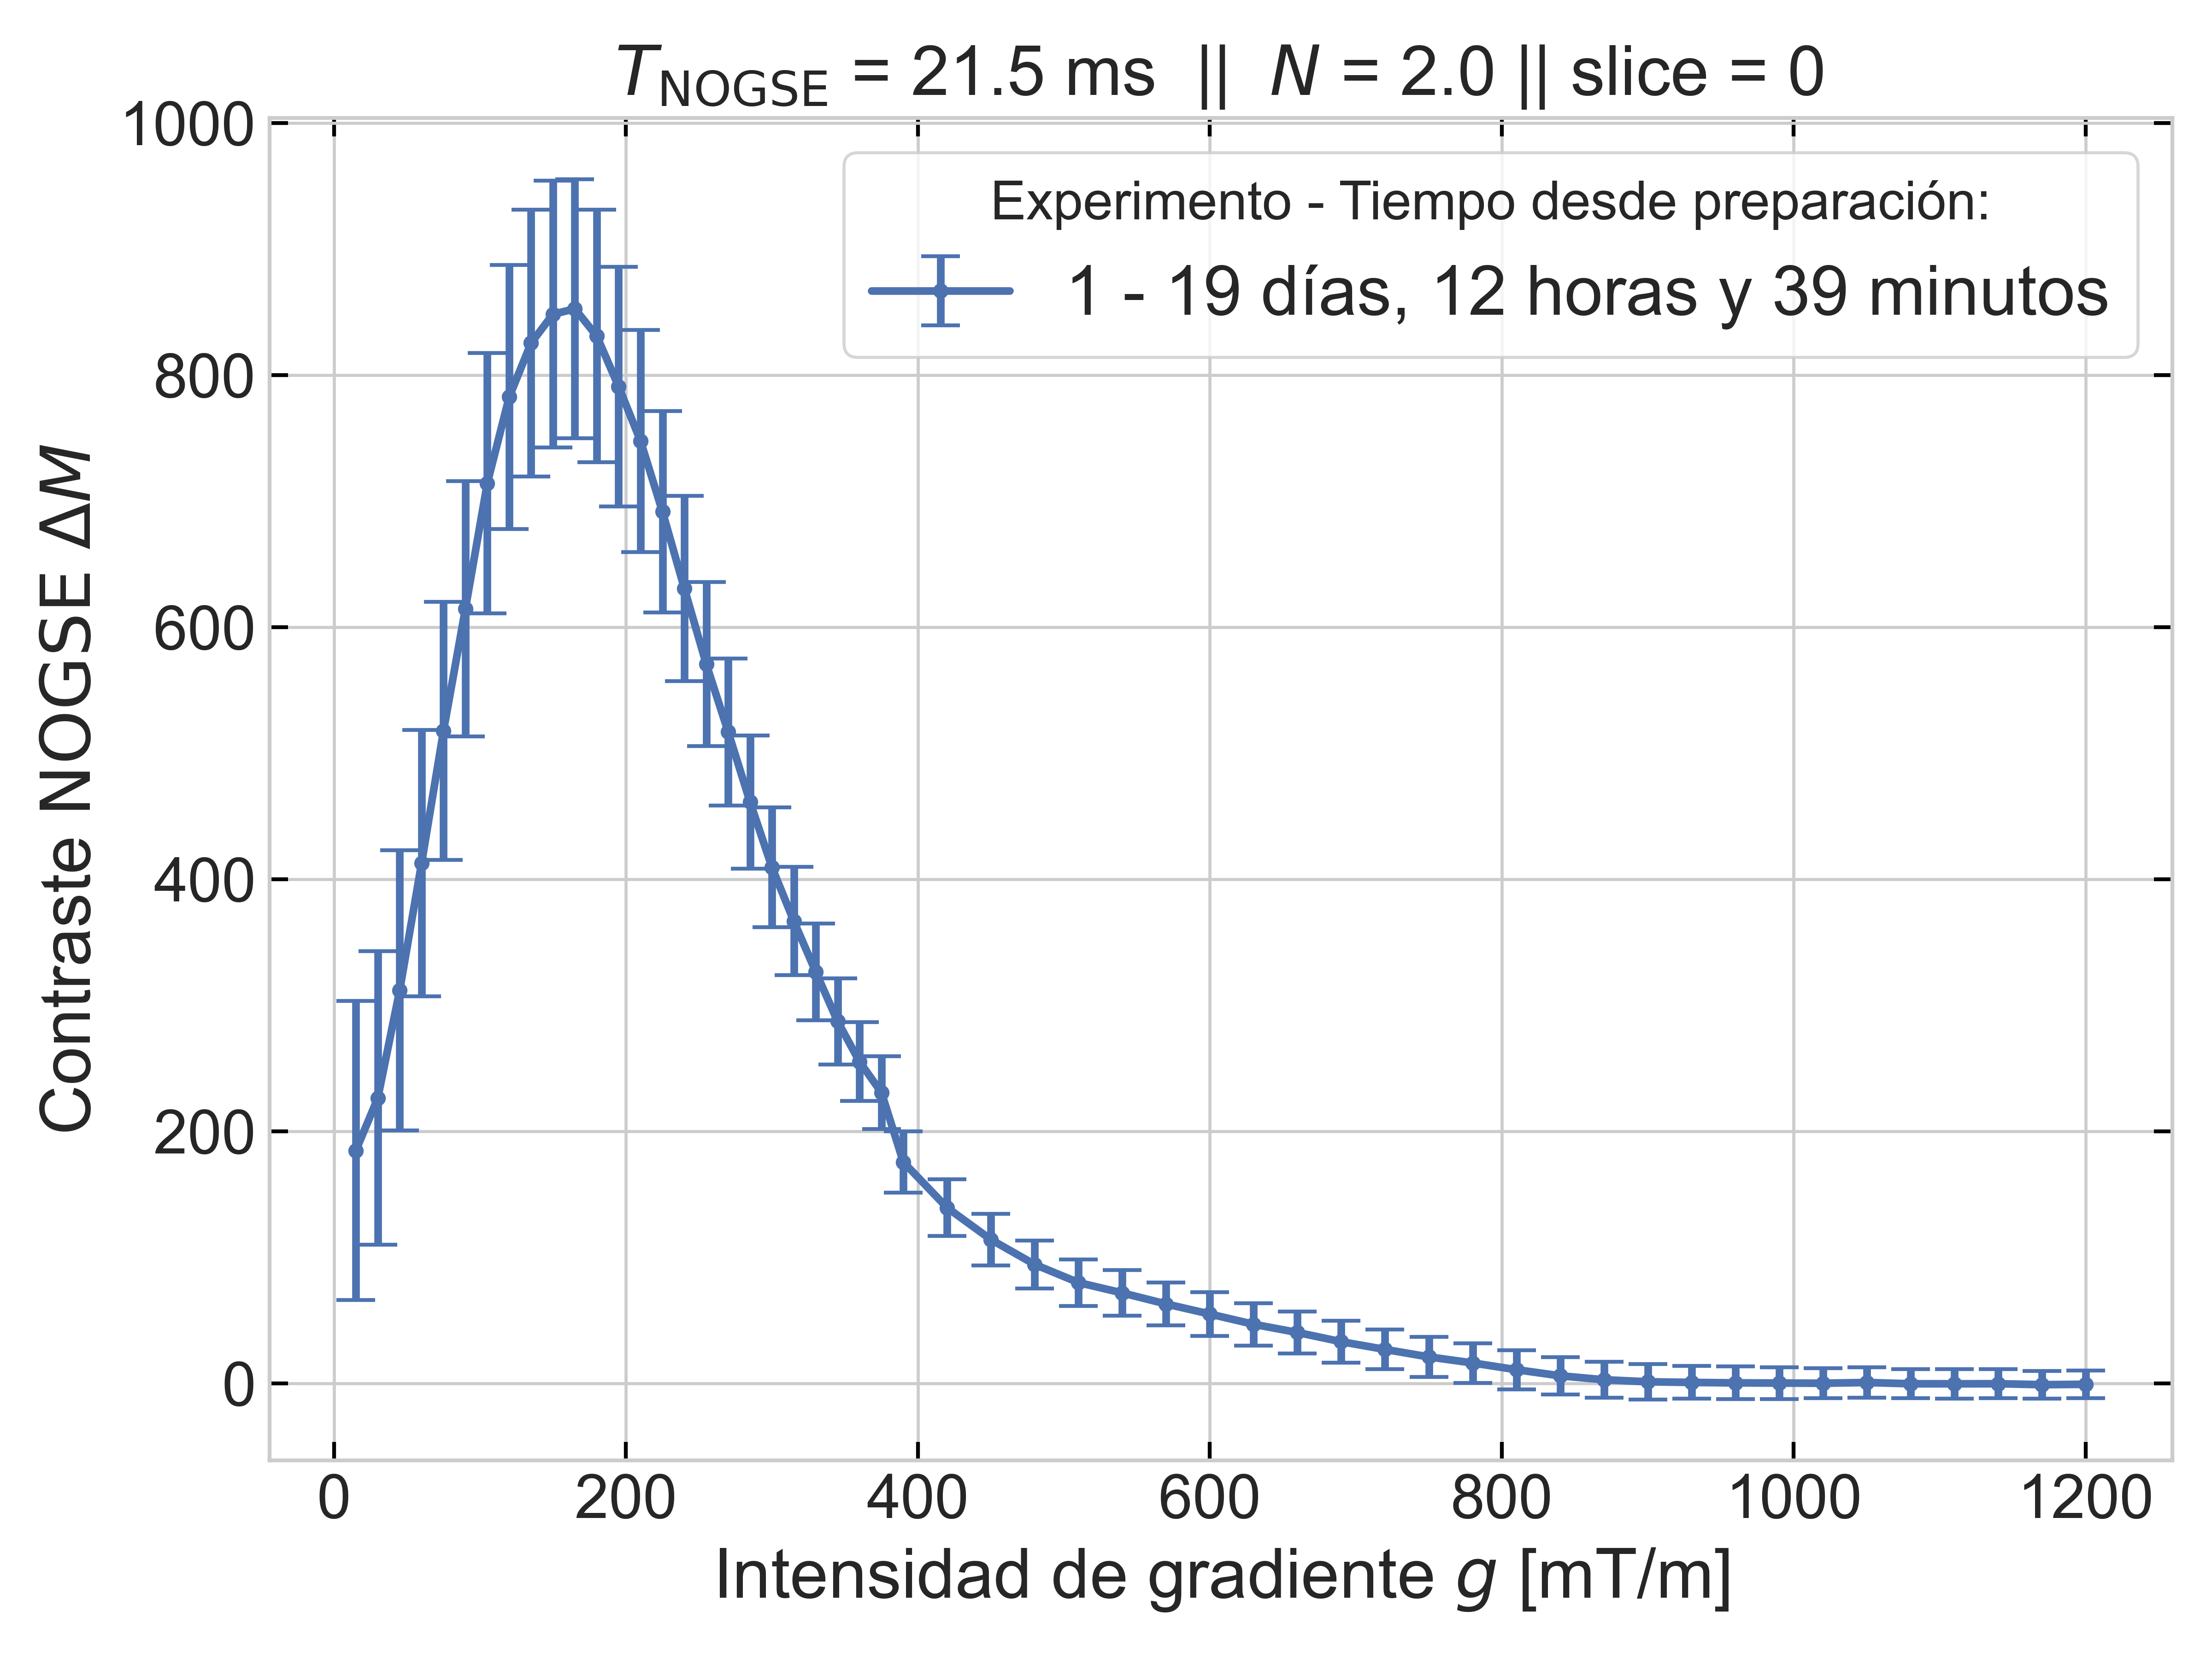 T_NOGSE = 21.5 ms || N = 2.0 || slice = 0
Contraste NOGSE ΔM
1000
800
600
400
200
0
Experimento - Tiempo desde preparación:
1 - 19 días, 12 horas y 39 minutos
0 200 400 600 800 1000 1200
Intensidad de gradiente g [mT/m]